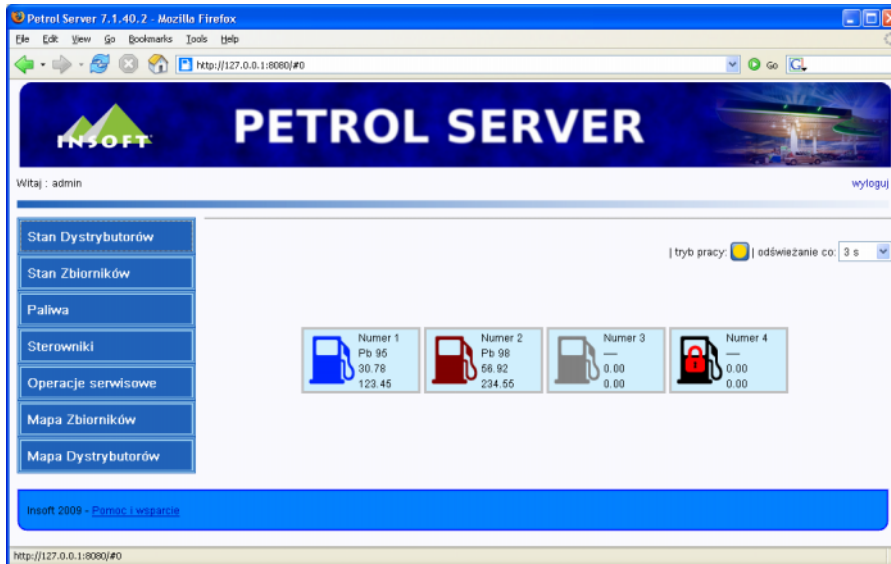 Petrol Server 7.1.40.2 - Mozilla Firefox
File Edit View Go Bookmarks Tools Help
http://127.0.0.1:8080/#0 Go G
INSOFT PETROL SERVER
Witaj : admin wyloguj
Stan Dystrybutorów
| tryb pracy: | odświeżanie co: 3 s
Stan Zbiorników
Paliwa
Sterowniki
Operacje serwisowe
Mapa Zbiorników
Mapa Dystrybutorów
Numer 1
Pb 95
30.78
123.45
Numer 2
Pb 98
56.92
234.55
Numer 3
—
0.00
0.00
Numer 4
—
0.00
0.00
Insoft 2009 - Pomoc i wsparcie
http://127.0.0.1:8080/#0